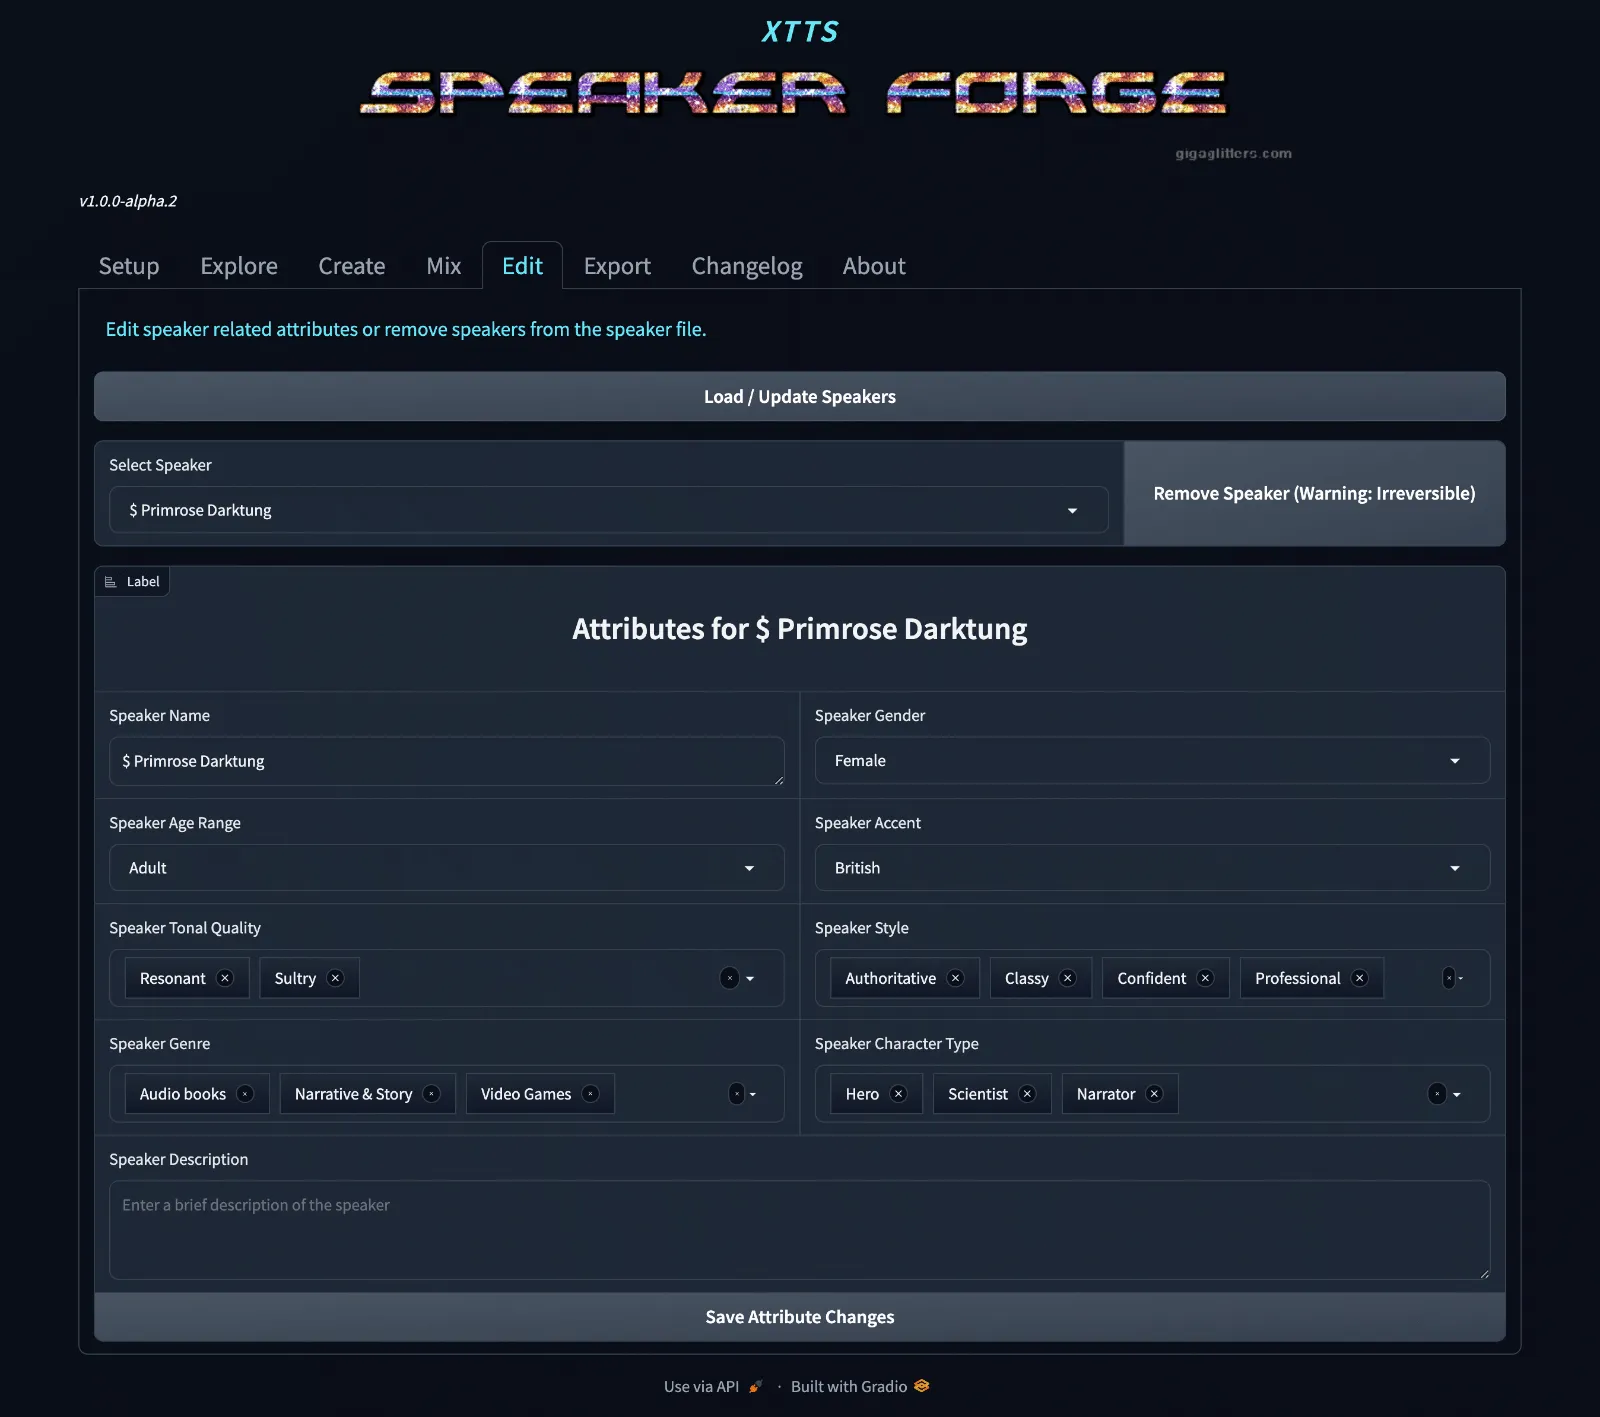 XTTS
SPEAKER FORGE
gigaglitters.com
v1.0.0-alpha.2
Setup Explore Create Mix Edit Export Changelog About
Edit speaker related attributes or remove speakers from the speaker file.
Load / Update Speakers
Select Speaker
$ Primrose Darktung
Remove Speaker (Warning: Irreversible)
Label
Attributes for $ Primrose Darktung
Speaker Name
$ Primrose Darktung
Speaker Gender
Female
Speaker Age Range
Adult
Speaker Accent
British
Speaker Tonal Quality
Resonant × Sultry ×
Speaker Style
Authoritative × Classy × Confident × Professional ×
Speaker Genre
Audio books × Narrative & Story × Video Games ×
Speaker Character Type
Hero × Scientist × Narrator ×
Speaker Description
Enter a brief description of the speaker
Save Attribute Changes
Use via API · Built with Gradio